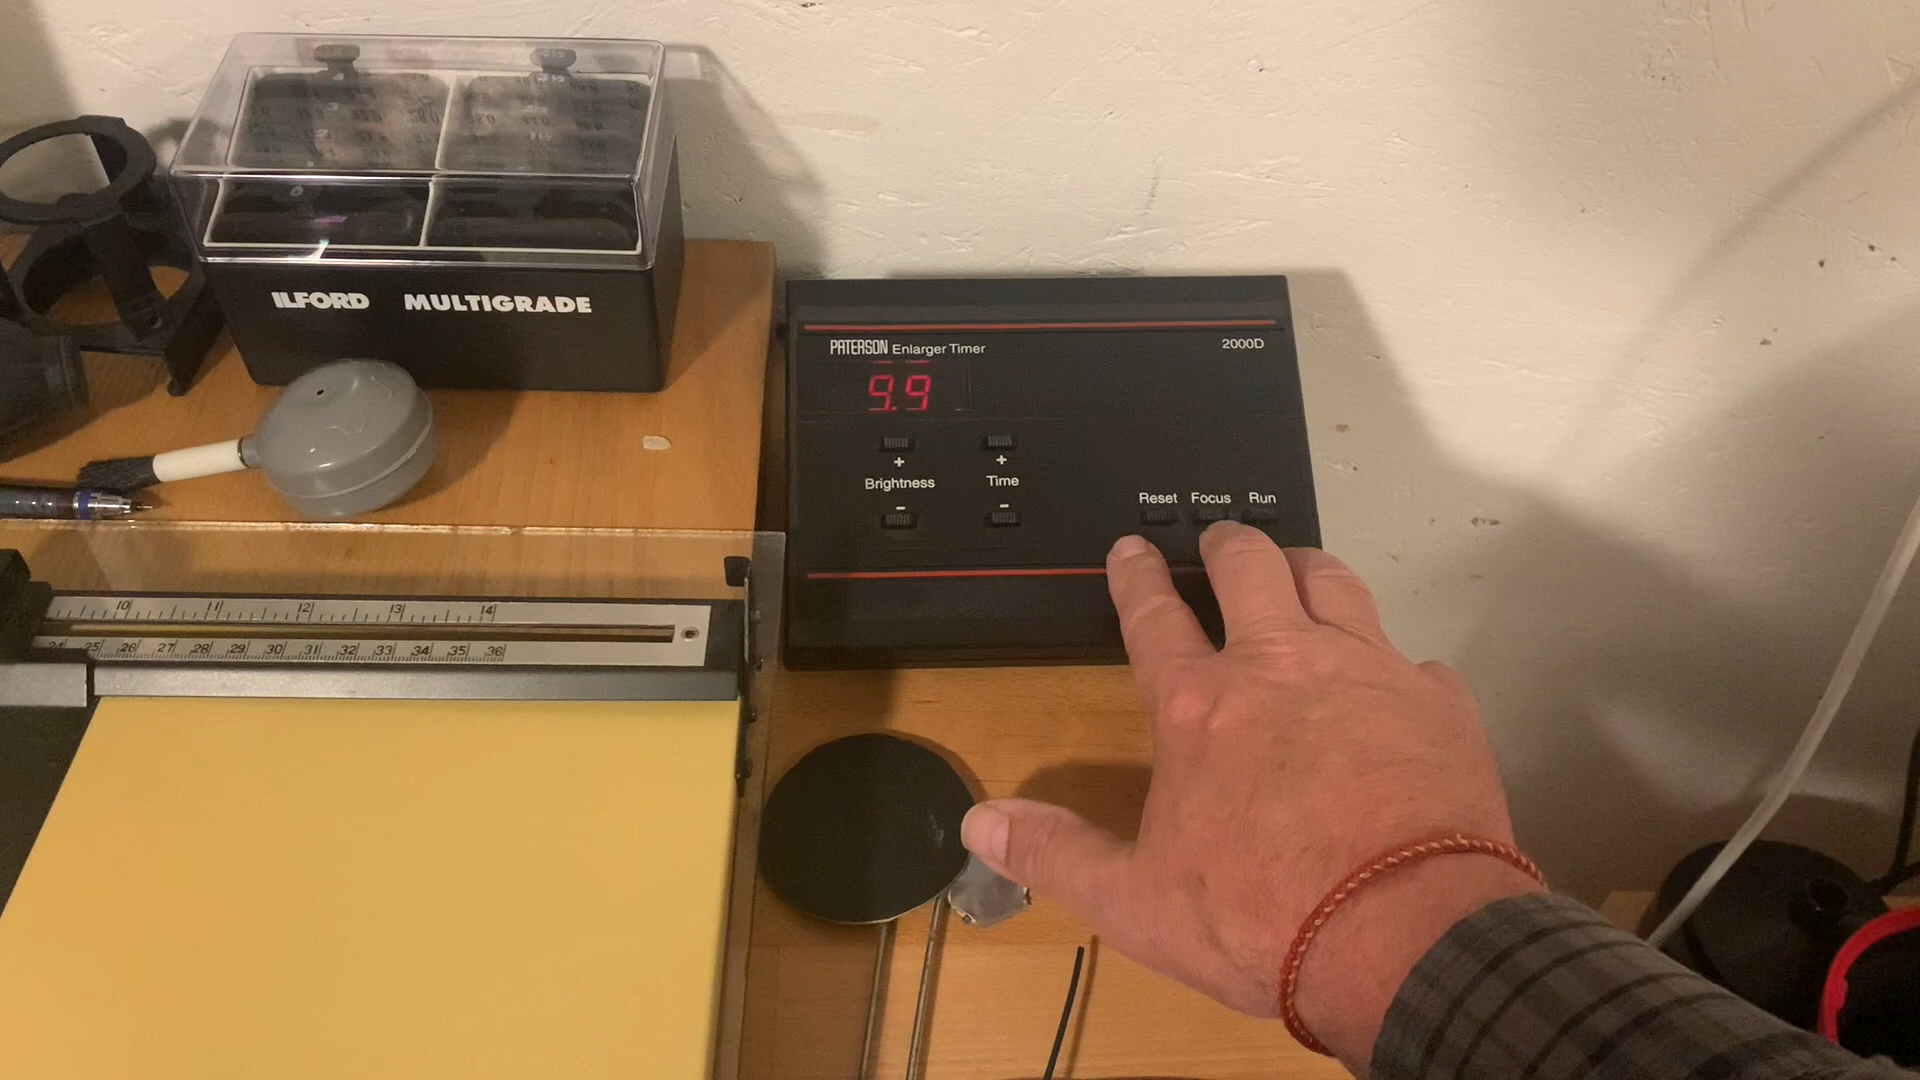 ILFORD MULTIGRADE
PATERSON Enlarger Timer
2000D
9.9
+ +
Brightness Time
- -
Reset Focus Run
10 11 12 13 14
24 25 26 27 28 29 30 31 32 33 34 35 36